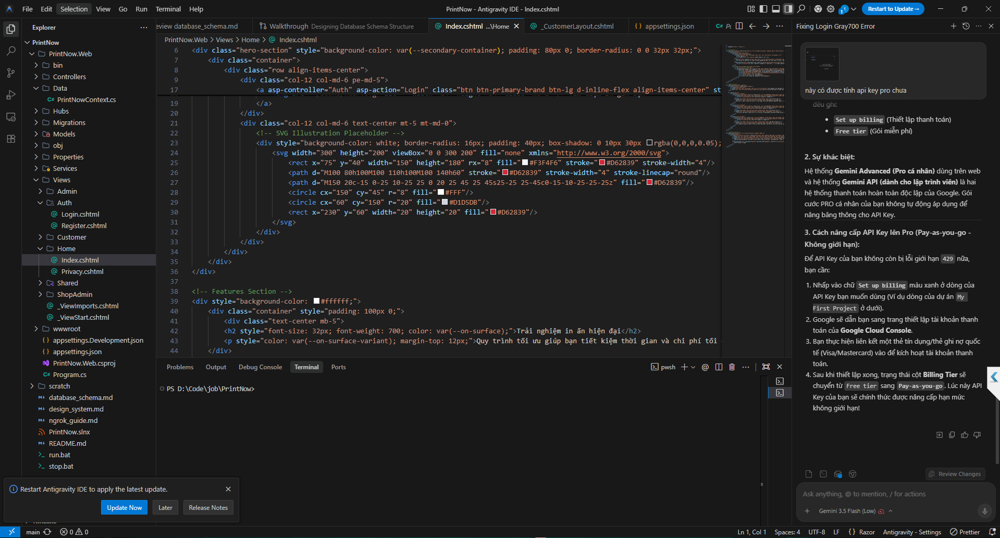 File Edit Selection View Go Run Terminal Help
PrintNow - Antigravity IDE - Index.cshtml
Restart to Update
Explorer
PrintNow
PrintNow.Web
bin
Controllers
Data
C# PrintNowContext.cs
Hubs
Migrations
Models
obj
Properties
Services
Views
Admin
Auth
Login.cshtml
Register.cshtml
Customer
Home
Index.cshtml
Privacy.cshtml
Shared
ShopAdmin
_ViewImports.cshtml
_ViewStart.cshtml
wwwroot
appsettings.Development.json
appsettings.json
PrintNow.Web.csproj
C# Program.cs
scratch
database_schema.md
design_system.md
ngrok_guide.md
PrintNow.slnx
README.md
run.bat
stop.bat
eview database_schema.md
Walkthrough Designing Database Schema Structure
Index.cshtml ...\Home
_CustomerLayout.cshtml
appsettings.json
PrintNow.Web > Views > Home > Index.cshtml
6 <div class="hero-section" style="background-color: var(--secondary-container); padding: 80px 0; border-radius: 0 0 32px 32px;">
7 <div class="container">
8 <div class="row align-items-center">
9 <div class="col-12 col-md-6 pe-md-5">
17 <a asp-controller="Auth" asp-action="Login" class="btn btn-primary-brand btn-lg d-inline-flex align-items-center" st
19 </a>
20 </div>
21 <div class="col-12 col-md-6 text-center mt-5 mt-md-0">
22 <!-- SVG Illustration Placeholder -->
23 <div style="background-color: white; border-radius: 16px; padding: 40px; box-shadow: 0 10px 30px rgba(0,0,0,0.05);
24 <svg width="300" height="200" viewBox="0 0 300 200" fill="none" xmlns="http://www.w3.org/2000/svg">
25 <rect x="75" y="40" width="150" height="180" rx="8" fill="#F3F4F6" stroke="#D62839" stroke-width="4"/>
26 <path d="M100 80h100M100 110h100M100 140h60" stroke="#D62839" stroke-width="4" stroke-linecap="round"/>
27 <path d="M150 20c-15 0-25 10-25 25 0 20 25 45 25 45s25-25 25-45c0-15-10-25-25-25z" fill="#D62839"/>
28 <circle cx="150" cy="45" r="8" fill="#FFF"/>
29 <circle cx="60" cy="150" r="20" fill="#D1D5DB"/>
30 <rect x="230" y="60" width="20" height="20" fill="#D62839"/>
31 </svg>
32 </div>
33 </div>
34 </div>
35 </div>
36 </div>
37
38 <!-- Features Section -->
39 <div style="background-color: #ffffff;">
40 <div class="container" style="padding: 100px 0;">
41 <div class="text-center mb-5">
42 <h2 style="font-size: 32px; font-weight: 700; color: var(--on-surface);">Trải nghiệm in ấn hiện đại</h2>
43 <p style="color: var(--on-surface-variant); margin-top: 12px;">Quy trình tối ưu giúp bạn tiết kiệm thời gian và chi phí tối
44 </div>
Problems Output Debug Console Terminal Ports
pwsh
PS D:\Code\job\PrintNow>
Fixing Login Gray700 Error
này có được tính api key pro chưa
đều ghi:
• Set up billing (Thiết lập thanh toán)
• Free tier (Gói miễn phí)
2. Sự khác biệt:
Hệ thống Gemini Advanced (Pro cá nhân) dùng trên web
và hệ thống Gemini API (dành cho lập trình viên) là hai
hệ thống thanh toán hoàn toàn độc lập của Google. Gói
cước PRO cá nhân của bạn không tự động áp dụng để
nâng băng thông cho API Key.
3. Cách nâng cấp API Key lên Pro (Pay-as-you-go -
Không giới hạn):
Để API Key của bạn không còn bị lỗi giới hạn 429 nữa,
bạn cần:
1. Nhấp vào chữ Set up billing màu xanh ở dòng của
API Key bạn muốn dùng (Ví dụ dòng của dự án My
First Project ở dưới).
2. Google sẽ dẫn bạn sang trang thiết lập tài khoản thanh
toán của Google Cloud Console.
3. Bạn thực hiện liên kết một thẻ tín dụng/thẻ ghi nợ quốc
tế (Visa/Mastercard) vào để kích hoạt tài khoản thanh
toán.
4. Sau khi thiết lập xong, trạng thái cột Billing Tier sẽ
chuyển từ Free tier sang Pay-as-you-go. Lúc này API
Key của bạn sẽ chính thức được nâng cấp hạn mức
không giới hạn!
Review Changes
Ask anything, @ to mention, / for actions
Gemini 3.5 Flash (Low)
Restart Antigravity IDE to apply the latest update.
Update Now Later Release Notes
main 0 0
Ln 1, Col 1 Spaces: 4 UTF-8 LF Razor Antigravity - Settings Prettier